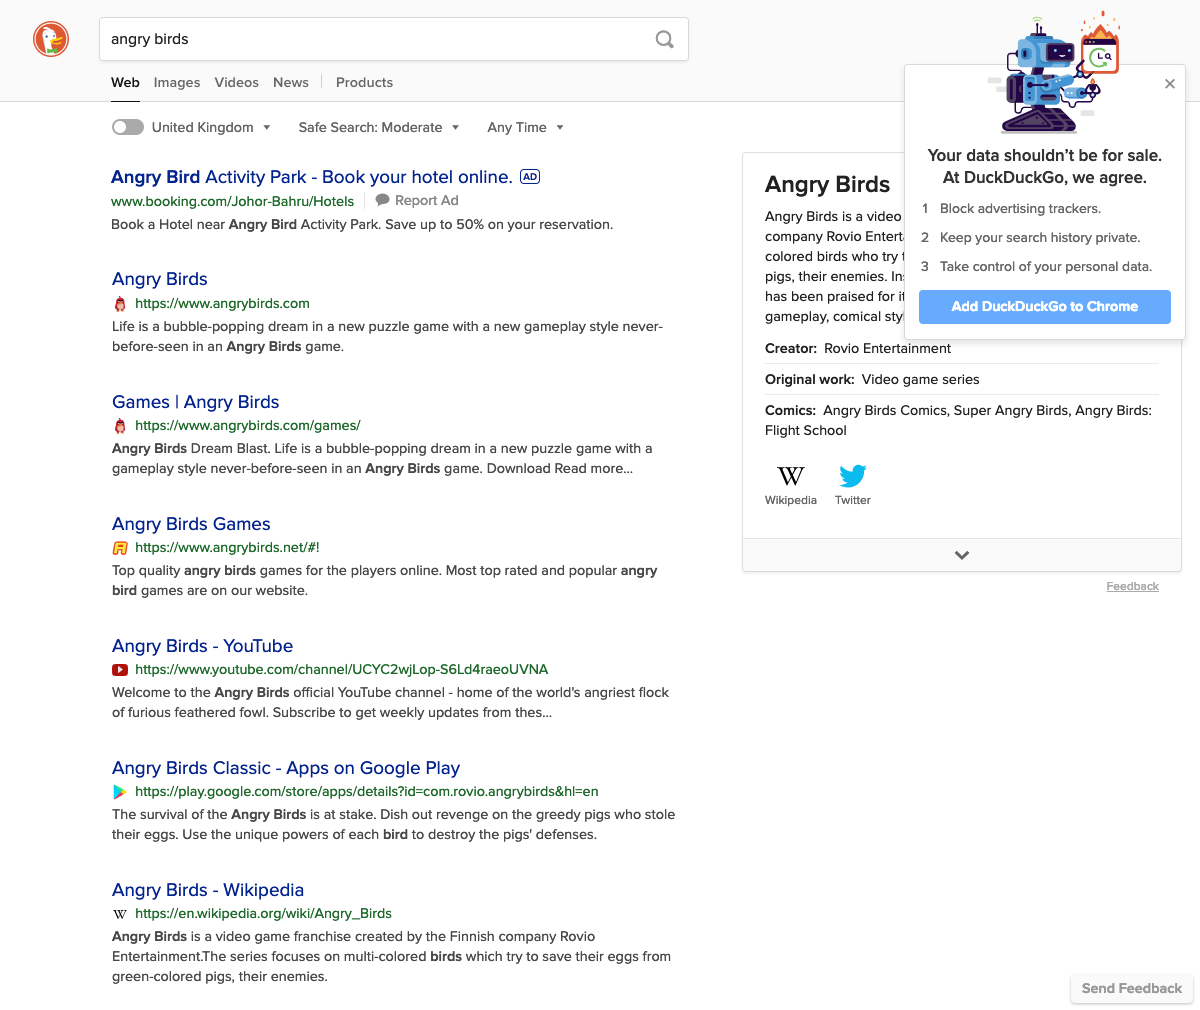 angry birds
Web Images Videos News Products
United Kingdom Safe Search: Moderate Any Time
Angry Bird Activity Park - Book your hotel online. AD
www.booking.com/Johor-Bahru/Hotels Report Ad
Book a Hotel near Angry Bird Activity Park. Save up to 50% on your reservation.
Angry Birds
https://www.angrybirds.com
Life is a bubble-popping dream in a new puzzle game with a new gameplay style never-
before-seen in an Angry Birds game.
Games | Angry Birds
https://www.angrybirds.com/games/
Angry Birds Dream Blast. Life is a bubble-popping dream in a new puzzle game with a
gameplay style never-before-seen in an Angry Birds game. Download Read more...
Angry Birds Games
https://www.angrybirds.net/#!
Top quality angry birds games for the players online. Most top rated and popular angry
bird games are on our website.
Angry Birds - YouTube
https://www.youtube.com/channel/UCYC2wjLop-S6Ld4raeoUVNA
Welcome to the Angry Birds official YouTube channel - home of the world's angriest flock
of furious feathered fowl. Subscribe to get weekly updates from thes...
Angry Birds Classic - Apps on Google Play
https://play.google.com/store/apps/details?id=com.rovio.angrybirds&hl=en
The survival of the Angry Birds is at stake. Dish out revenge on the greedy pigs who stole
their eggs. Use the unique powers of each bird to destroy the pigs' defenses.
Angry Birds - Wikipedia
W https://en.wikipedia.org/wiki/Angry_Birds
Angry Birds is a video game franchise created by the Finnish company Rovio
Entertainment.The series focuses on multi-colored birds which try to save their eggs from
green-colored pigs, their enemies.
Your data shouldn't be for sale.
At DuckDuckGo, we agree.
1 Block advertising trackers.
2 Keep your search history private.
3 Take control of your personal data.
Add DuckDuckGo to Chrome
Angry Birds
Angry Birds is a video
company Rovio
colored birds who try
pigs, their enemies.
has been praised for
gameplay, comical
Creator: Rovio Entertainment
Original work: Video game series
Comics: Angry Birds Comics, Super Angry Birds, Angry Birds:
Flight School
W
Wikipedia Twitter
Feedback
Send Feedback